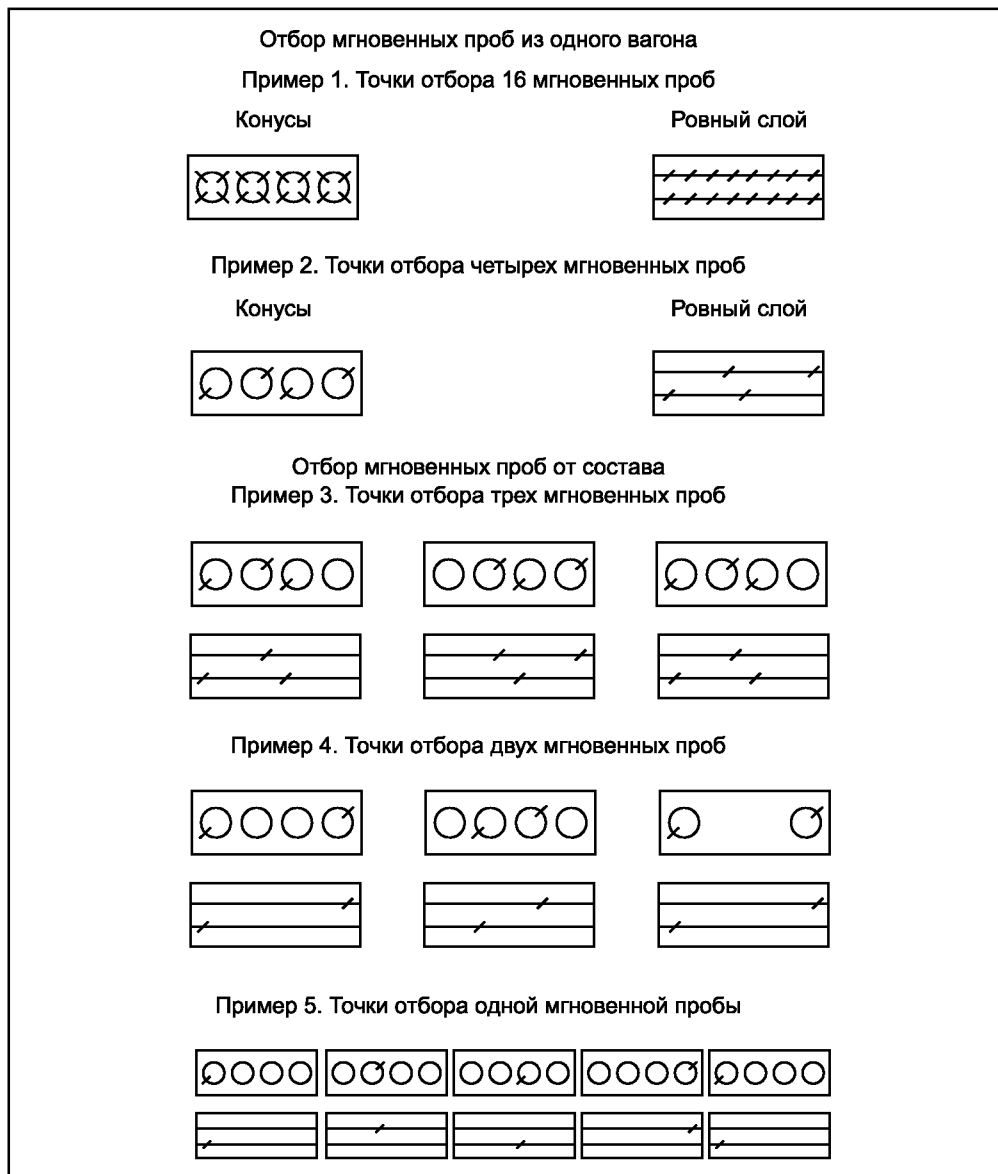 Отбор мгновенных проб из одного вагона
Пример 1. Точки отбора 16 мгновенных проб
Конусы Ровный слой
Пример 2. Точки отбора четырех мгновенных проб
Конусы Ровный слой
Отбор мгновенных проб от состава
Пример 3. Точки отбора трех мгновенных проб
Пример 4. Точки отбора двух мгновенных проб
Пример 5. Точки отбора одной мгновенной пробы